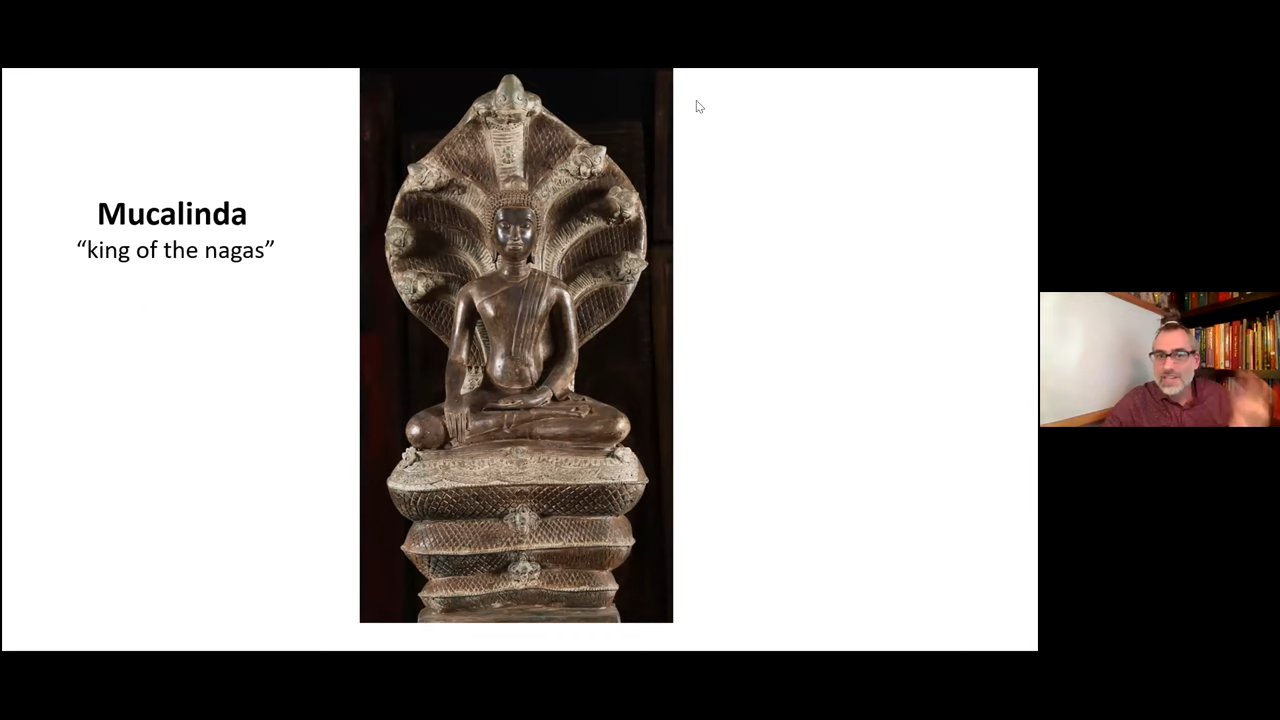 Mucalinda
“king of the nagas”